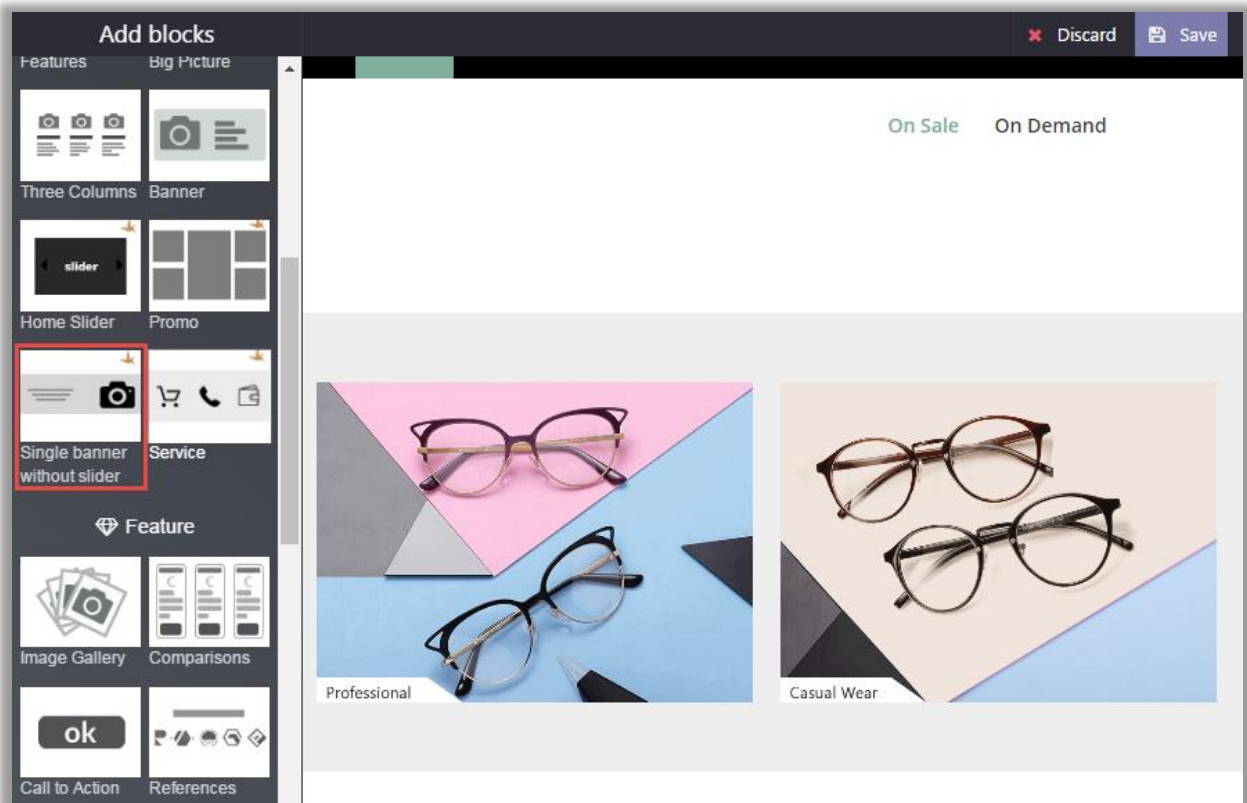 Add blocks
Discard
Save
Features
Big Picture
On Sale
On Demand
Three Columns
Banner
slider
Home Slider
Promo
Single banner
without slider
Service
Feature
Image Gallery
Comparisons
Professional
Casual Wear
ok
Call to Action
References